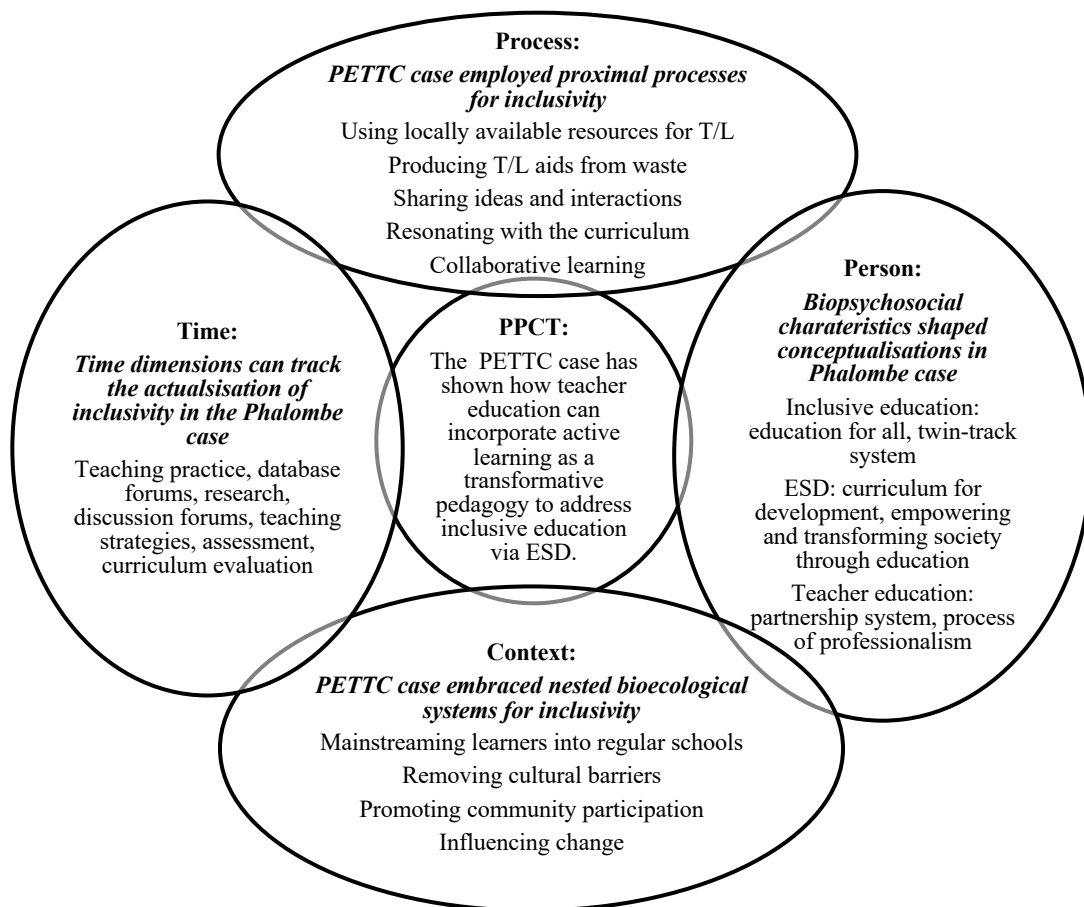 Process:
PETTC case employed proximal processes
for inclusivity
Using locally available resources for T/L
Producing T/L aids from waste
Sharing ideas and interactions
Resonating with the curriculum
Collaborative learning
Time:
Time dimensions can track
the actualsisation of
inclusivity in the Phalombe
case
Teaching practice, database
forums, research,
discussion forums, teaching
strategies, assessment,
curriculum evaluation
PPCT:
The PETTC case has
shown how teacher
education can
incorporate active
learning as a
transformative
pedagogy to address
inclusive education
via ESD.
Person:
Biopsychosocial
charateristics shaped
conceptualisations in
Phalombe case
Inclusive education:
education for all, twin-track
system
ESD: curriculum for
development, empowering
and transforming society
through education
Teacher education:
partnership system, process
of professionalism
Context:
PETTC case embraced nested bioecological
systems for inclusivity
Mainstreaming learners into regular schools
Removing cultural barriers
Promoting community participation
Influencing change